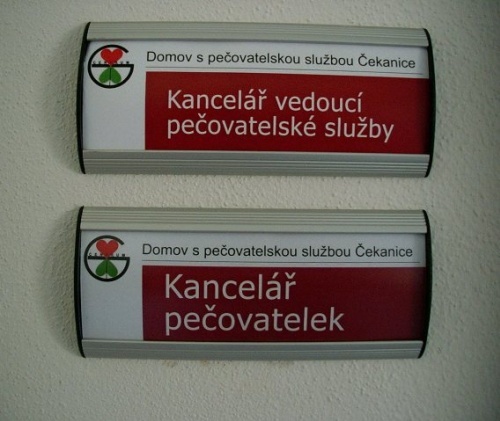 Domov s pečovatelskou službou Čekanice
Kancelář vedoucí
pečovatelské služby
Domov s pečovatelskou službou Čekanice
Kancelář
pečovatelek